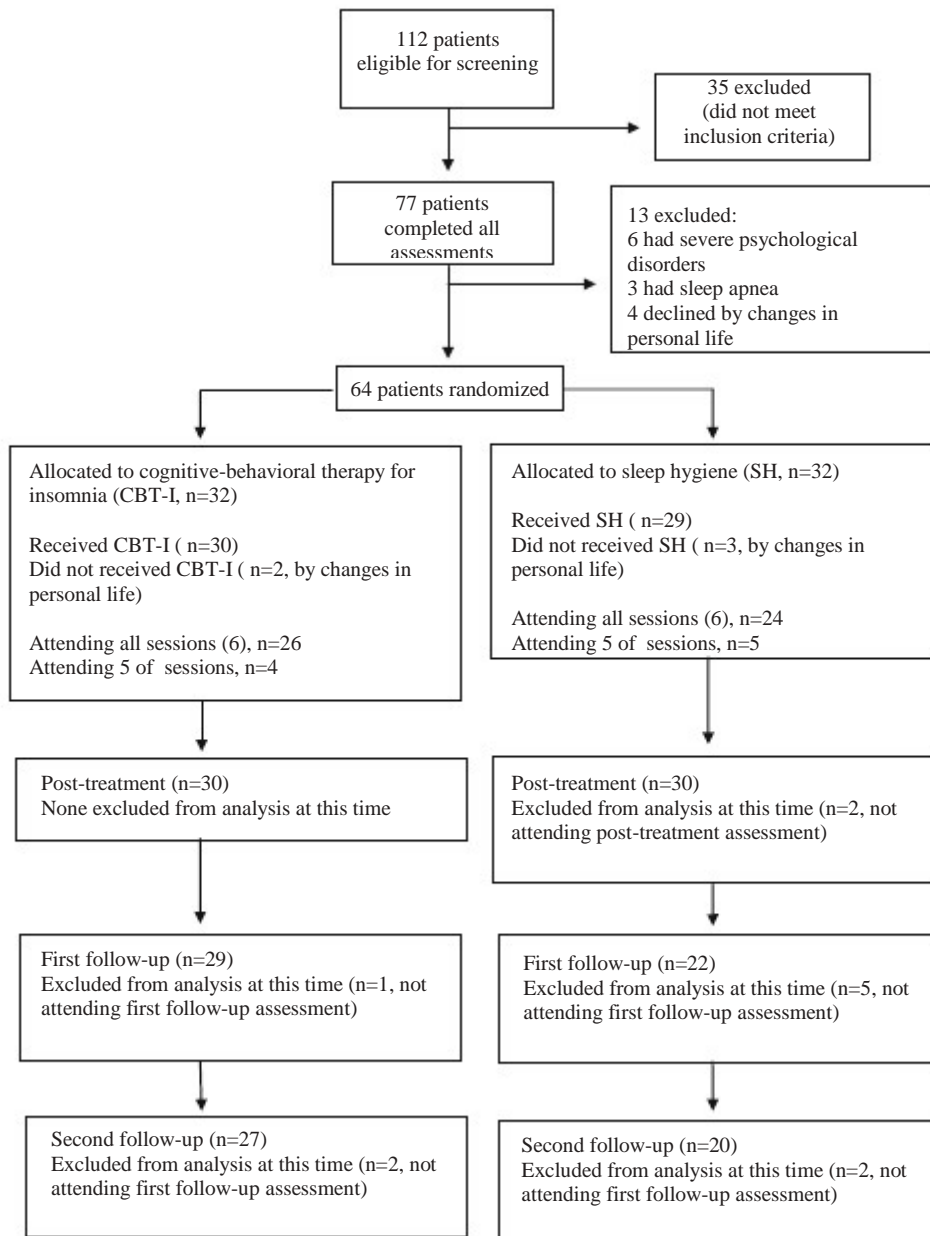 112 patients
eligible for screening
35 excluded
(did not meet
inclusion criteria)
77 patients
completed all
assessments
13 excluded:
6 had severe psychological
disorders
3 had sleep apnea
4 declined by changes in
personal life
64 patients randomized
Allocated to cognitive-behavioral therapy for
insomnia (CBT-I, n=32)
Received CBT-I ( n=30)
Did not received CBT-I ( n=2, by changes in
personal life)
Attending all sessions (6), n=26
Attending 5 of sessions, n=4
Allocated to sleep hygiene (SH, n=32)
Received SH ( n=29)
Did not received SH ( n=3, by changes in
personal life)
Attending all sessions (6), n=24
Attending 5 of sessions, n=5
Post-treatment (n=30)
None excluded from analysis at this time
Post-treatment (n=30)
Excluded from analysis at this time (n=2, not
attending post-treatment assessment)
First follow-up (n=29)
Excluded from analysis at this time (n=1, not
attending first follow-up assessment)
First follow-up (n=22)
Excluded from analysis at this time (n=5, not
attending first follow-up assessment)
Second follow-up (n=27)
Excluded from analysis at this time (n=2, not
attending first follow-up assessment)
Second follow-up (n=20)
Excluded from analysis at this time (n=2, not
attending first follow-up assessment)